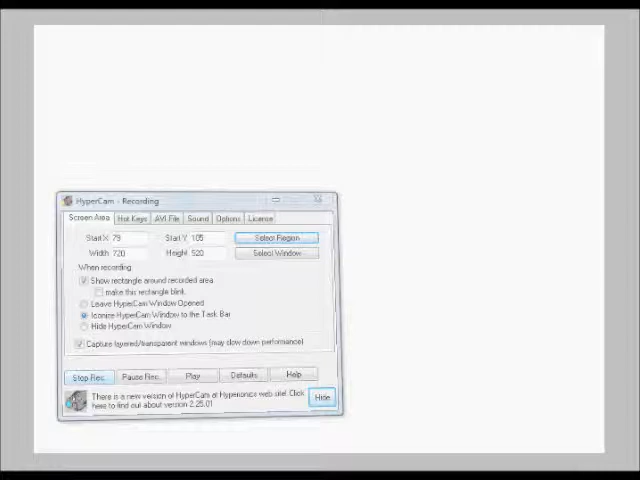 HyperCam - Recording
Screen Area Hot Keys AVI File Sound Options License
Start X 79 Start Y 105 Select Region
Width 720 Height 520 Select Window
When recording
Show rectangle around recorded area
make this rectangle blink
Leave HyperCam Window Opened
Iconize HyperCam Window to the Task Bar
Hide HyperCam Window
Capture layered/transparent windows (may slow down performance)
Stop Rec. Pause Rec. Play Defaults Help
There is a new version of HyperCam at Hyperionics web site! Click
here to find out about version 2.25.01
Hide